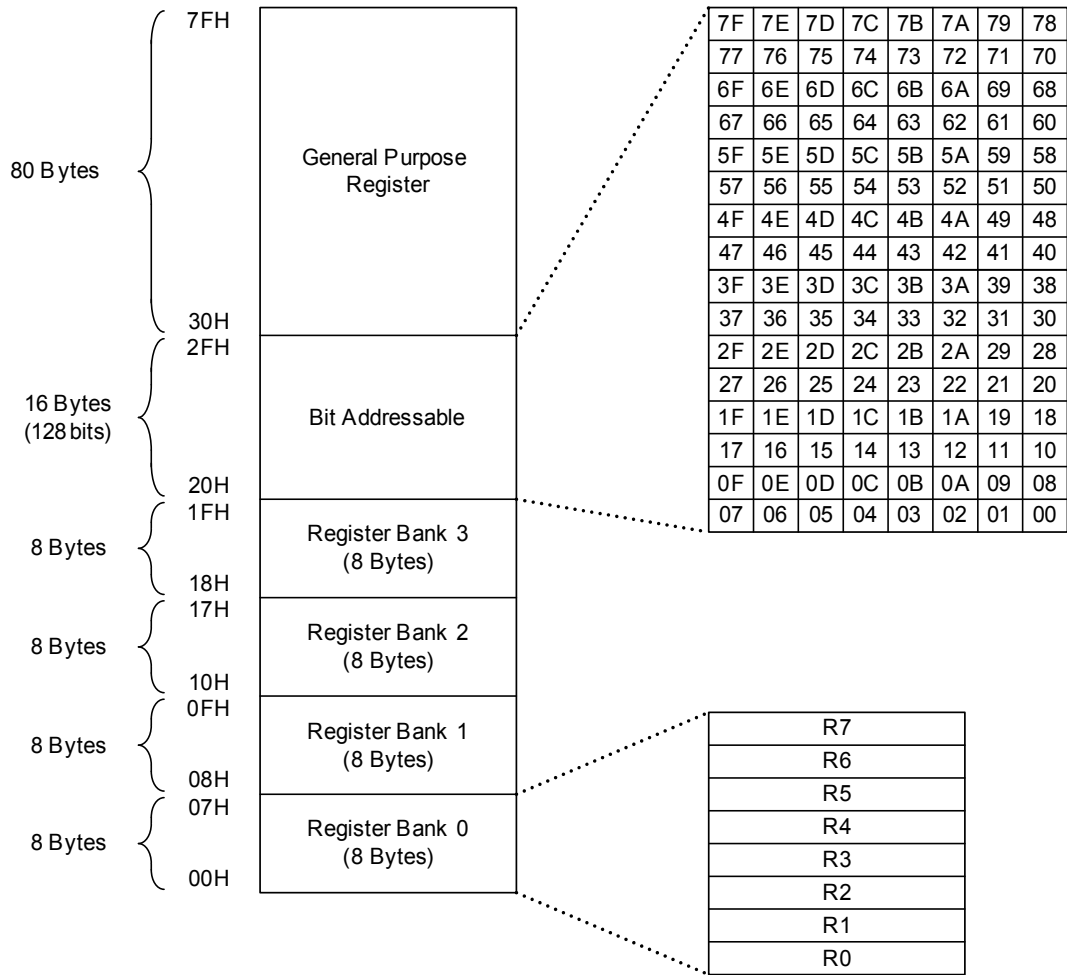 7FH
80 Bytes
General Purpose
Register
30H
2FH
16 Bytes
(128 bits)
Bit Addressable
20H
1FH
8 Bytes
Register Bank 3
(8 Bytes)
18H
17H
8 Bytes
Register Bank 2
(8 Bytes)
10H
0FH
8 Bytes
Register Bank 1
(8 Bytes)
08H
07H
8 Bytes
Register Bank 0
(8 Bytes)
00H
7F 7E 7D 7C 7B 7A 79 78
77 76 75 74 73 72 71 70
6F 6E 6D 6C 6B 6A 69 68
67 66 65 64 63 62 61 60
5F 5E 5D 5C 5B 5A 59 58
57 56 55 54 53 52 51 50
4F 4E 4D 4C 4B 4A 49 48
47 46 45 44 43 42 41 40
3F 3E 3D 3C 3B 3A 39 38
37 36 35 34 33 32 31 30
2F 2E 2D 2C 2B 2A 29 28
27 26 25 24 23 22 21 20
1F 1E 1D 1C 1B 1A 19 18
17 16 15 14 13 12 11 10
0F 0E 0D 0C 0B 0A 09 08
07 06 05 04 03 02 01 00
R7
R6
R5
R4
R3
R2
R1
R0